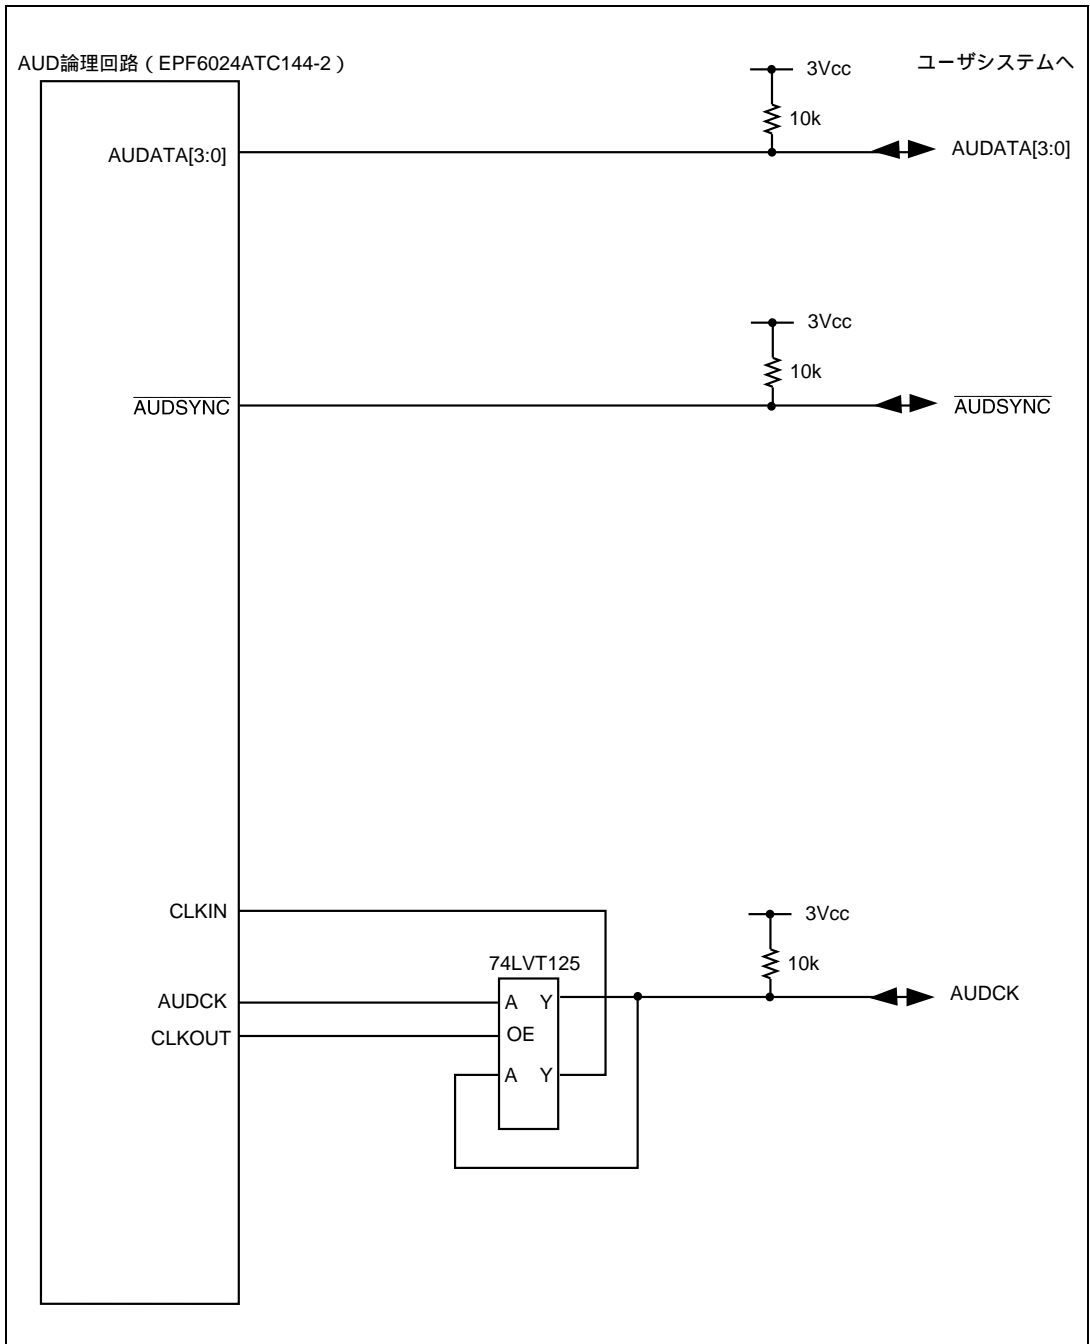 AUD論理回路（EPF6024ATC144-2）
ユーザシステムへ
3Vcc
10k
AUDATA[3:0]
AUDATA[3:0]
3Vcc
10k
AUDSYNC
AUDSYNC
CLKIN
3Vcc
74LVT125
10k
AUDCK
A Y
AUDCK
CLKOUT
OE
A Y